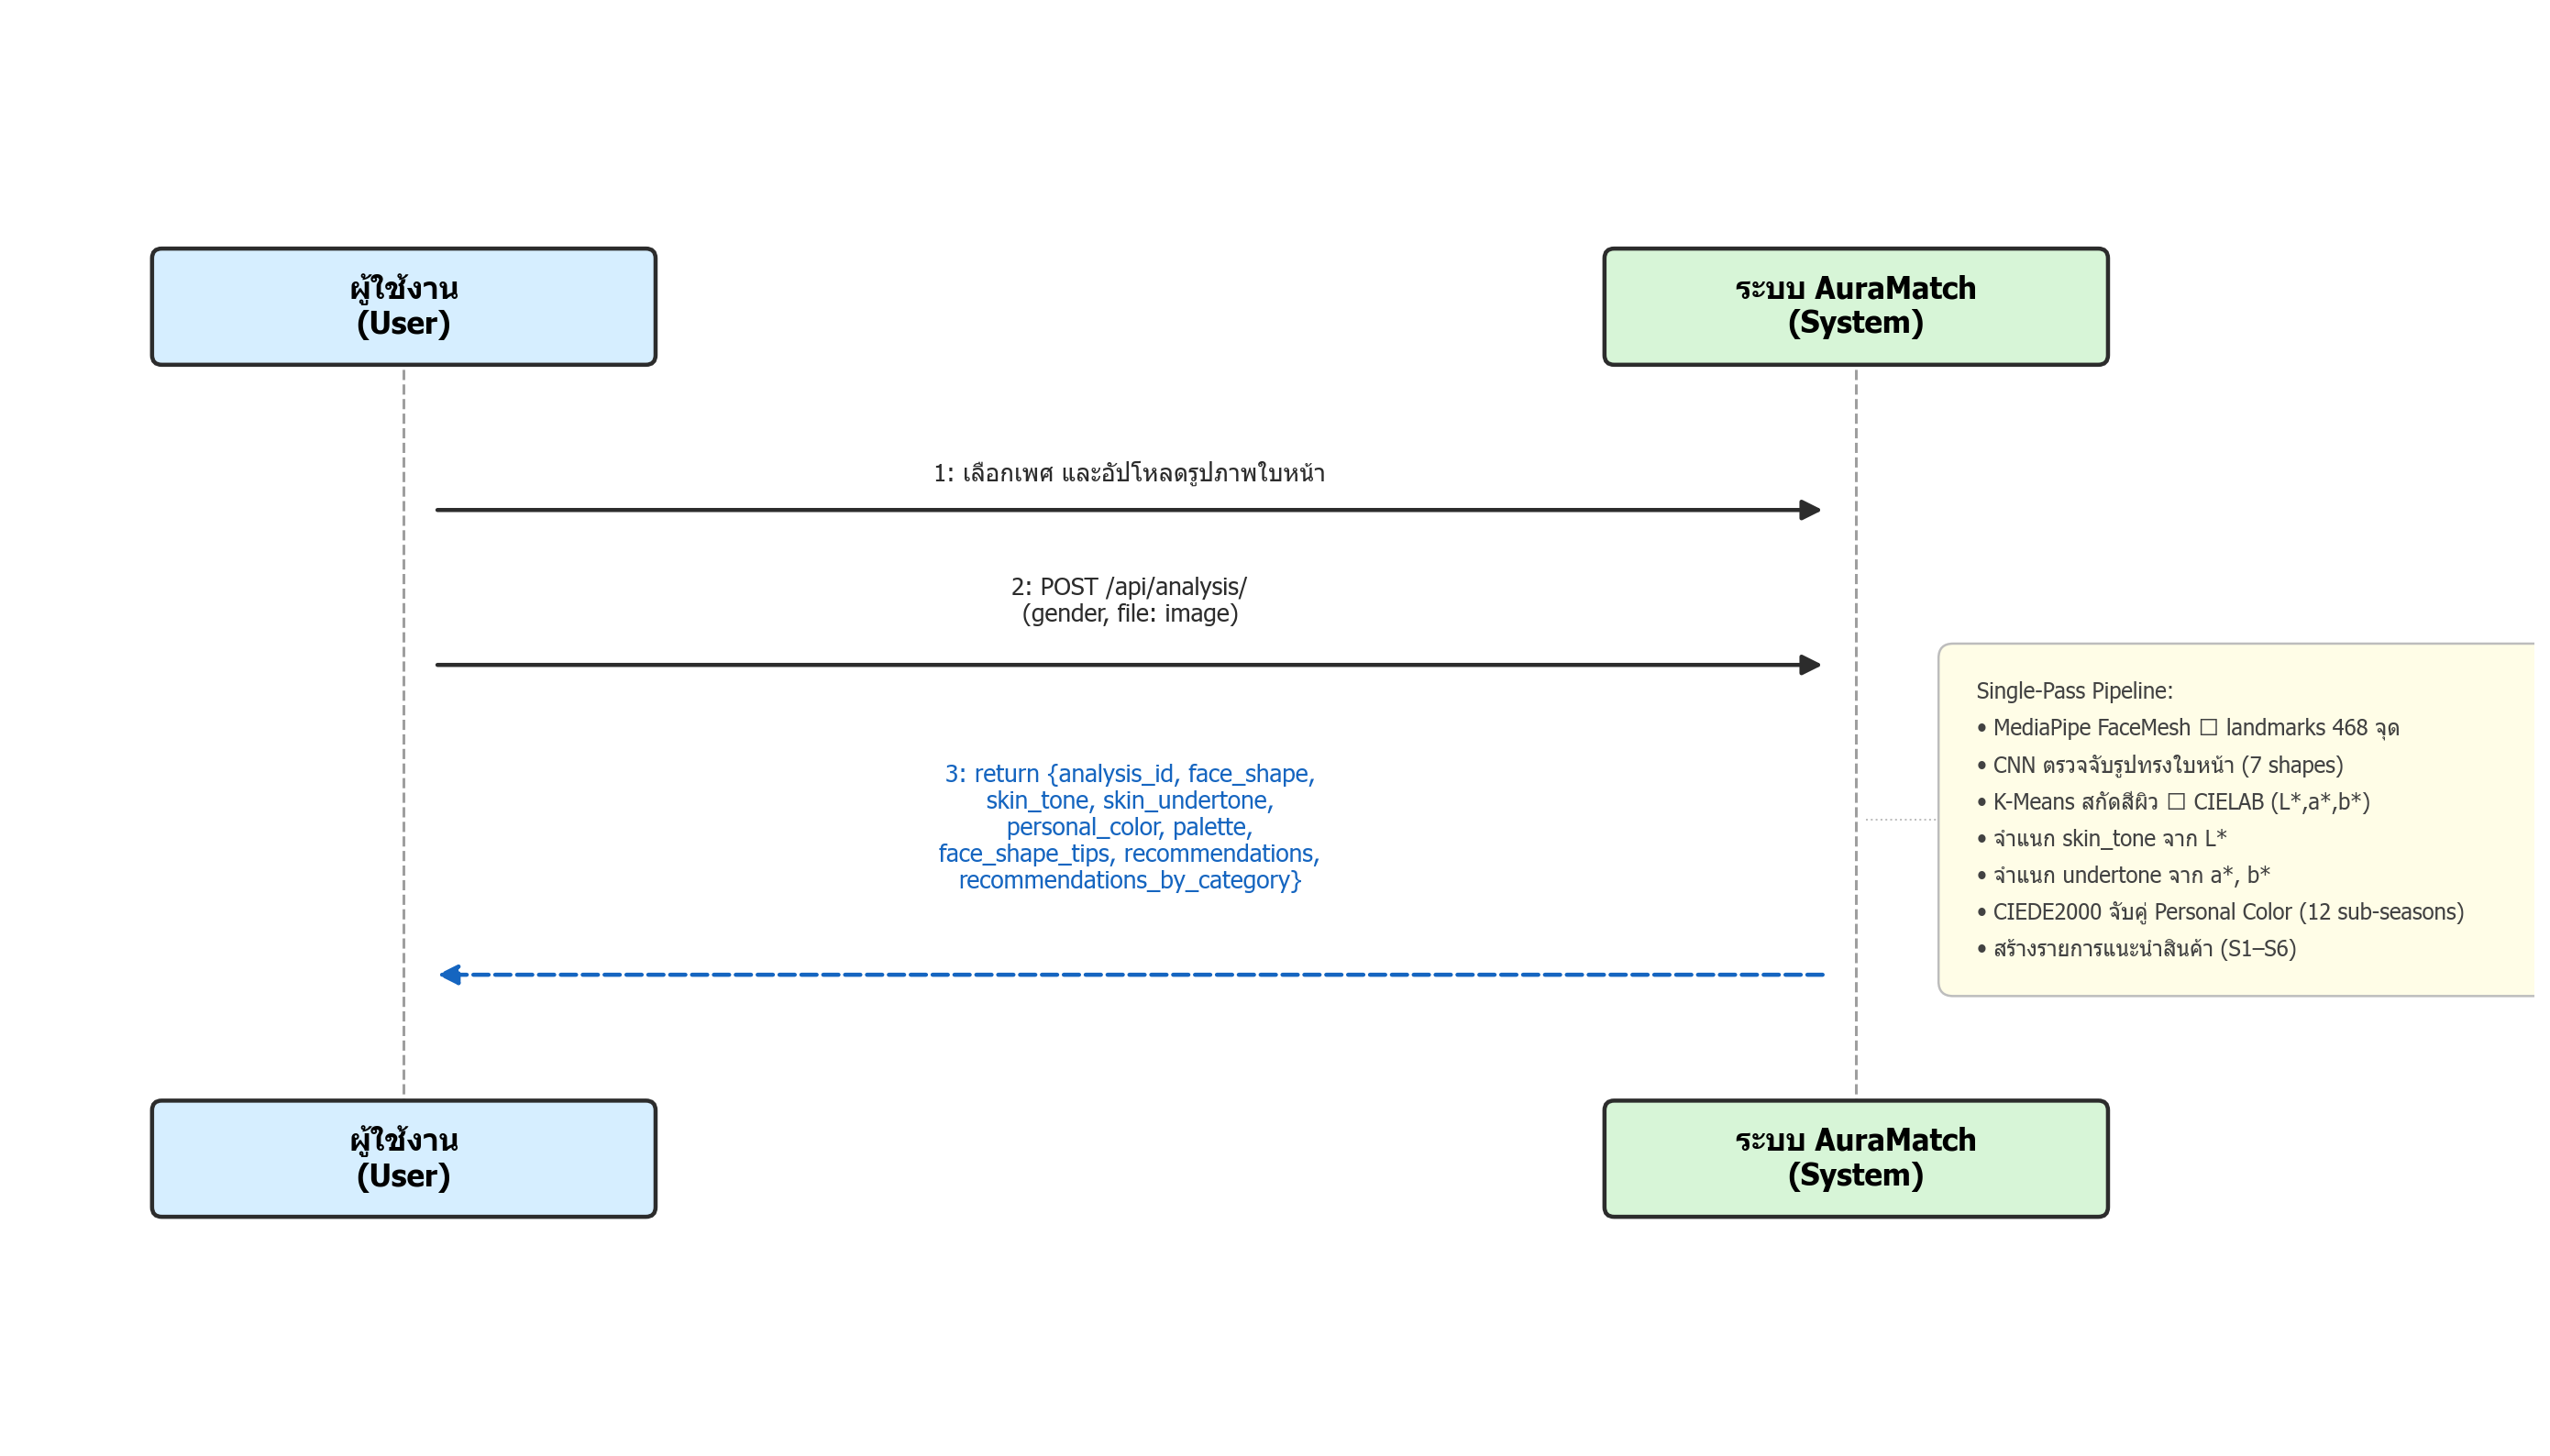 ผู้ใช้งาน
(User)
ระบบ AuraMatch
(System)
1: เลือกเพศ และอัปโหลดรูปภาพใบหน้า
2: POST /api/analysis/
(gender, file: image)
Single-Pass Pipeline:
• MediaPipe FaceMesh □ landmarks 468 จุด
• CNN ตรวจจับรูปทรงใบหน้า (7 shapes)
• K-Means สกัดสีผิว □ CIELAB (L*,a*,b*)
• จำแนก skin_tone จาก L*
• จำแนก undertone จาก a*, b*
• CIEDE2000 จับคู่ Personal Color (12 sub-seasons)
• สร้างรายการแนะนำสินค้า (S1–S6)
3: return {analysis_id, face_shape,
skin_tone, skin_undertone,
personal_color, palette,
face_shape_tips, recommendations,
recommendations_by_category}
ผู้ใช้งาน
(User)
ระบบ AuraMatch
(System)